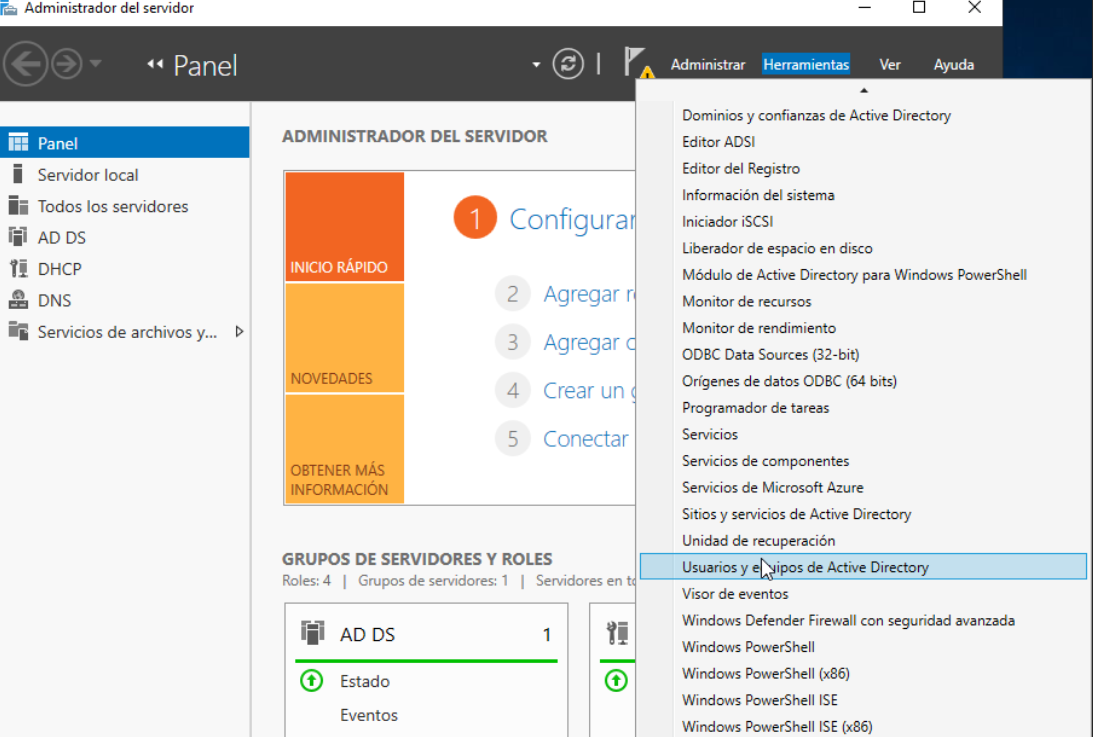 Administrador del servidor
Panel
Administrar Herramientas Ver Ayuda
Panel
Servidor local
Todos los servidores
AD DS
DHCP
DNS
Servicios de archivos y...
ADMINISTRADOR DEL SERVIDOR
INICIO RÁPIDO
NOVEDADES
OBTENER MÁS
INFORMACIÓN
1 Configurar
2 Agregar
3 Agregar
4 Crear un
5 Conectar
GRUPOS DE SERVIDORES Y ROLES
Roles: 4 | Grupos de servidores: 1 | Servidores en
AD DS 1
Estado
Eventos
Dominios y confianzas de Active Directory
Editor ADSI
Editor del Registro
Información del sistema
Iniciador iSCSI
Liberador de espacio en disco
Módulo de Active Directory para Windows PowerShell
Monitor de recursos
Monitor de rendimiento
ODBC Data Sources (32-bit)
Orígenes de datos ODBC (64 bits)
Programador de tareas
Servicios
Servicios de componentes
Servicios de Microsoft Azure
Sitios y servicios de Active Directory
Unidad de recuperación
Usuarios y equipos de Active Directory
Visor de eventos
Windows Defender Firewall con seguridad avanzada
Windows PowerShell
Windows PowerShell (x86)
Windows PowerShell ISE
Windows PowerShell ISE (x86)